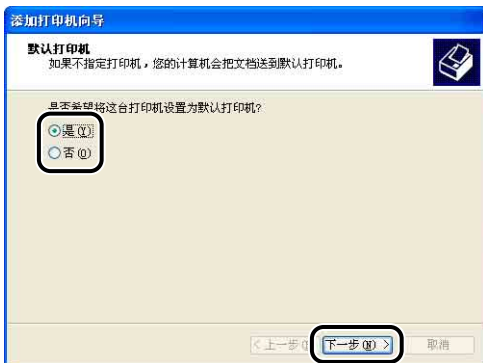 添加打印机向导
默认打印机
如果不指定打印机，您的计算机会把文档送到默认打印机。
是否希望将这台打印机设置为默认打印机?
是(Y)
否(O)
<上一步(
下一步(N) >
取消